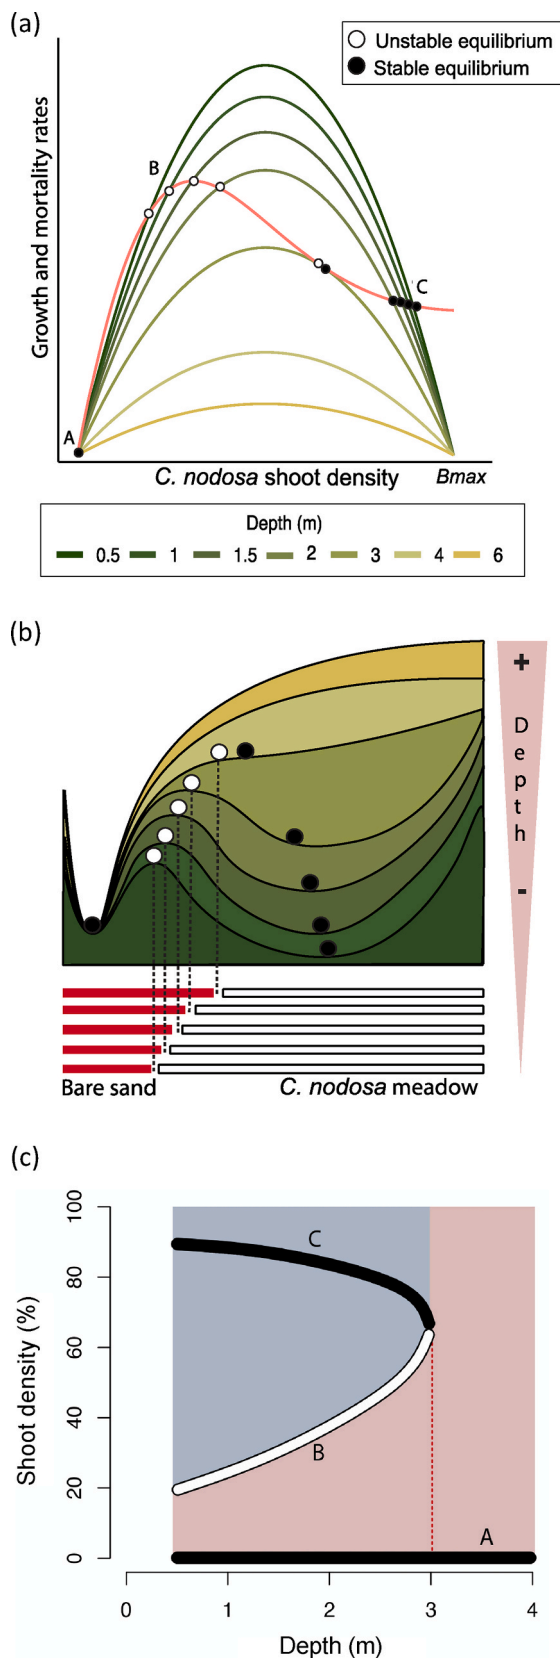 (a)
Unstable equilibrium
Stable equilibrium
Growth and mortality rates
B
C
A
C. nodosa shoot density
Bmax
Depth (m)
0.5 1 1.5 2 3 4 6
(b)
+
Depth
-
Bare sand
C. nodosa meadow
(c)
Shoot density (%)
100
80
60
40
20
0
C
B
A
0 1 2 3 4
Depth (m)